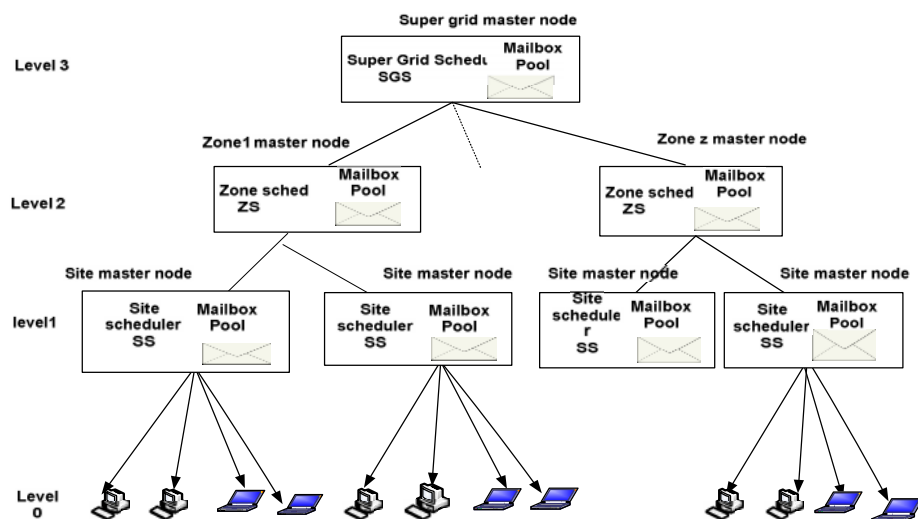 Super grid master node
Level 3
Super Grid Schedu
SGS
Mailbox
Pool
Zone1 master node
Zone z master node
Level 2
Zone sched
ZS
Mailbox
Pool
Zone sched
ZS
Mailbox
Pool
Site master node
Site master node
Site master node
Site master node
level1
Site
scheduler
SS
Mailbox
Pool
Site
scheduler
SS
Mailbox
Pool
Site
schedule
r
SS
Mailbox
Pool
Site
scheduler
SS
Mailbox
Pool
Level
0